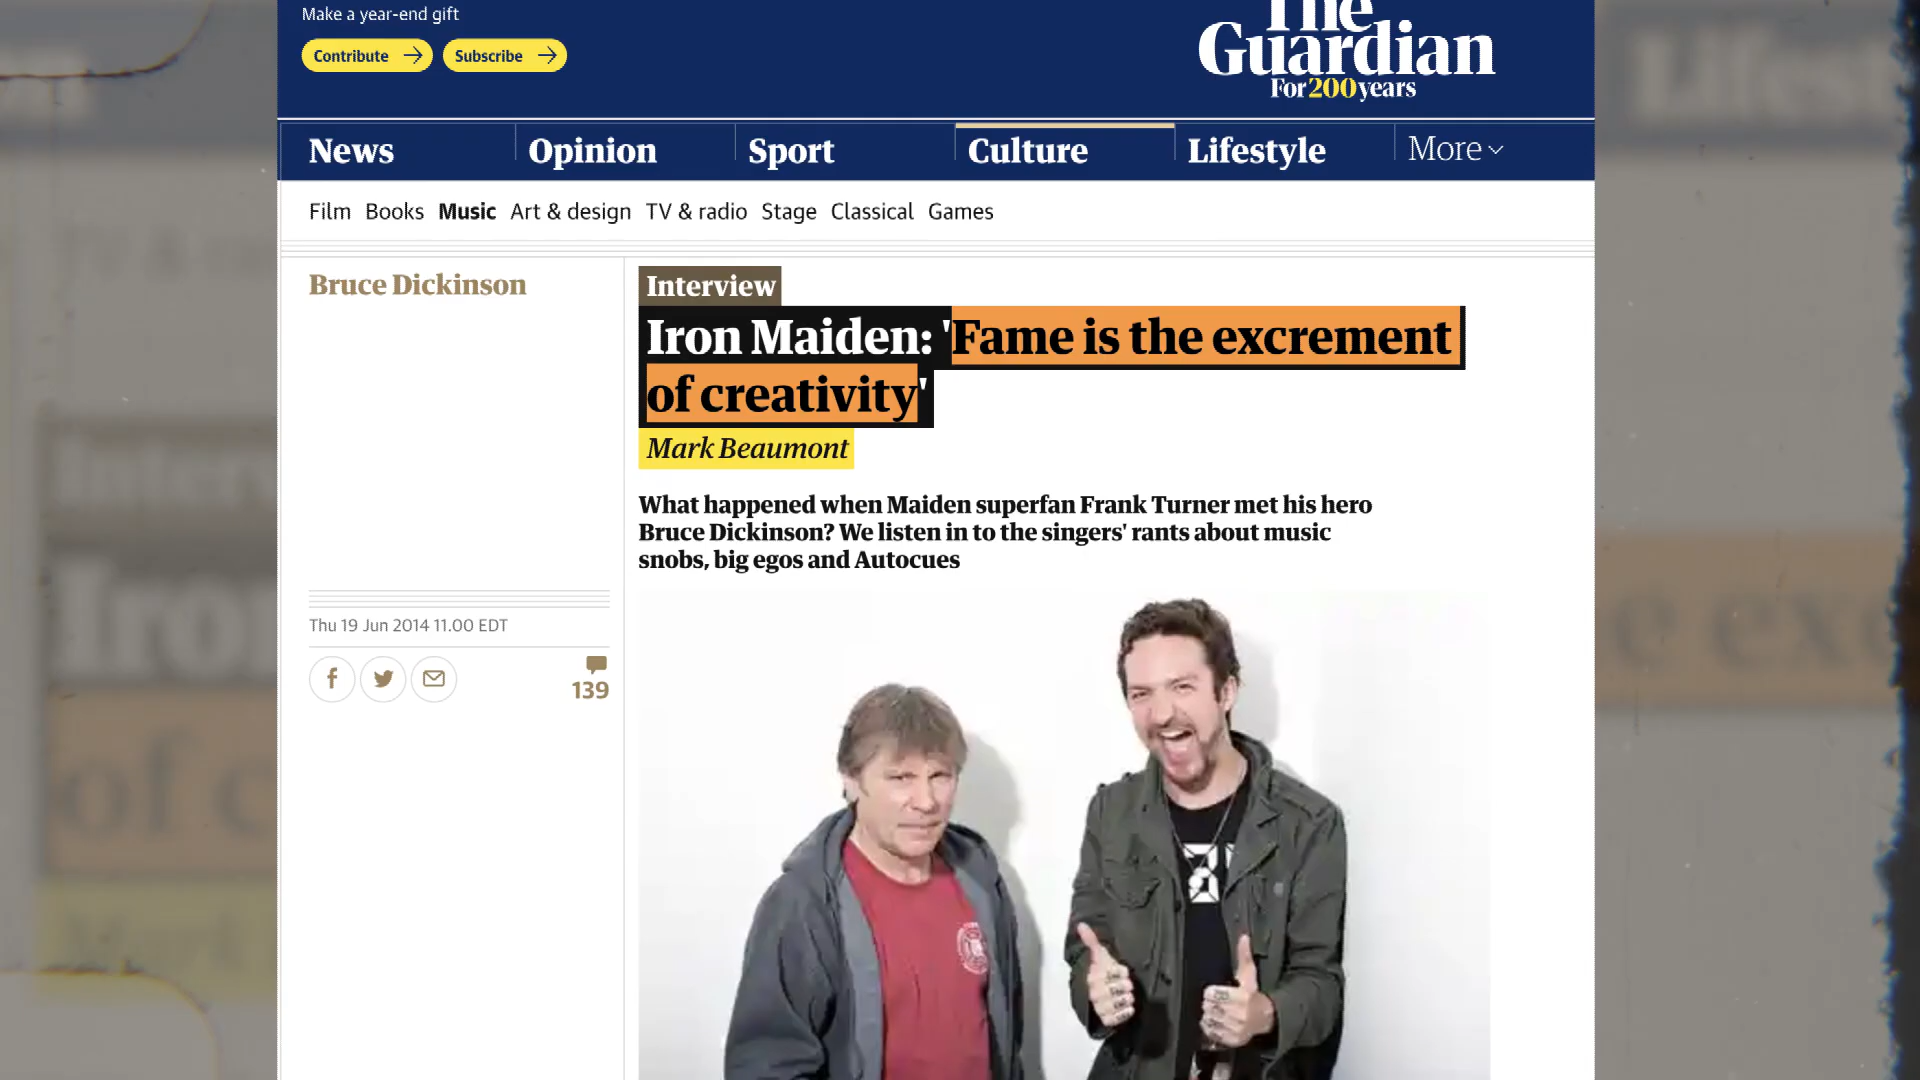 Make a year-end gift
Contribute
Subscribe
The
Guardian
For 200 years
News Opinion Sport Culture Lifestyle More
Film Books Music Art & design TV & radio Stage Classical Games
Bruce Dickinson
Interview
Iron Maiden: 'Fame is the excrement
of creativity'
Mark Beaumont
What happened when Maiden superfan Frank Turner met his hero
Bruce Dickinson? We listen in to the singers' rants about music
snobs, big egos and Autocues
Thu 19 Jun 2014 11.00 EDT
139